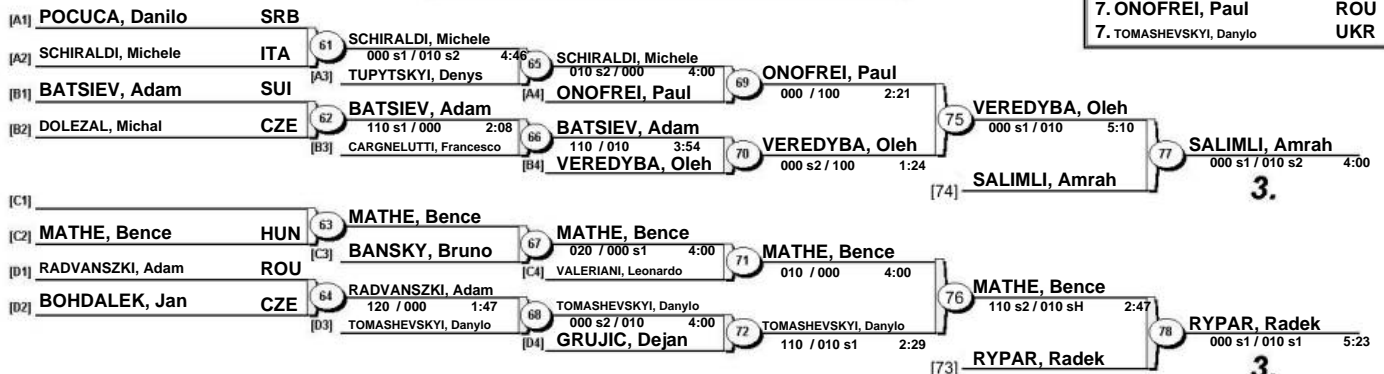 7. ONOFREI, Paul ROU
7. TOMASHEVSKYI, Danylo UKR
[A1] POCUCA, Danilo SRB
[A2] SCHIRALDI, Michele ITA
61
SCHIRALDI, Michele
000 s1 / 010 s2 4:46
[A3] TUPYTSKYI, Denys
65
SCHIRALDI, Michele
010 s2 / 000 4:00
[A4] ONOFREI, Paul
69
ONOFREI, Paul
000 / 100 2:21
[B1] BATSIEV, Adam SUI
[B2] DOLEZAL, Michal CZE
62
BATSIEV, Adam
110 s1 / 000 2:08
[B3] CARGNELUTTI, Francesco
66
BATSIEV, Adam
110 / 010 3:54
[B4] VEREDYBA, Oleh
70
VEREDYBA, Oleh
000 s2 / 100 1:24
75
VEREDYBA, Oleh
000 s1 / 010 5:10
[74] SALIMLI, Amrah
77
SALIMLI, Amrah
000 s1 / 010 s2 4:00
3.
[C1]
[C2] MATHE, Bence HUN
63
MATHE, Bence
[C3] BANSKY, Bruno
67
MATHE, Bence
020 / 000 s1 4:00
[C4] VALERIANI, Leonardo
71
MATHE, Bence
010 / 000 4:00
[D1] RADVANSZKI, Adam ROU
[D2] BOHDALEK, Jan CZE
64
RADVANSZKI, Adam
120 / 000 1:47
[D3] TOMASHEVSKYI, Danylo
68
TOMASHEVSKYI, Danylo
000 s2 / 010 4:00
[D4] GRUJIC, Dejan
72
TOMASHEVSKYI, Danylo
110 / 010 s1 2:29
76
MATHE, Bence
110 s2 / 010 sH 2:47
[73] RYPAR, Radek
78
RYPAR, Radek
000 s1 / 010 s1 5:23
3.